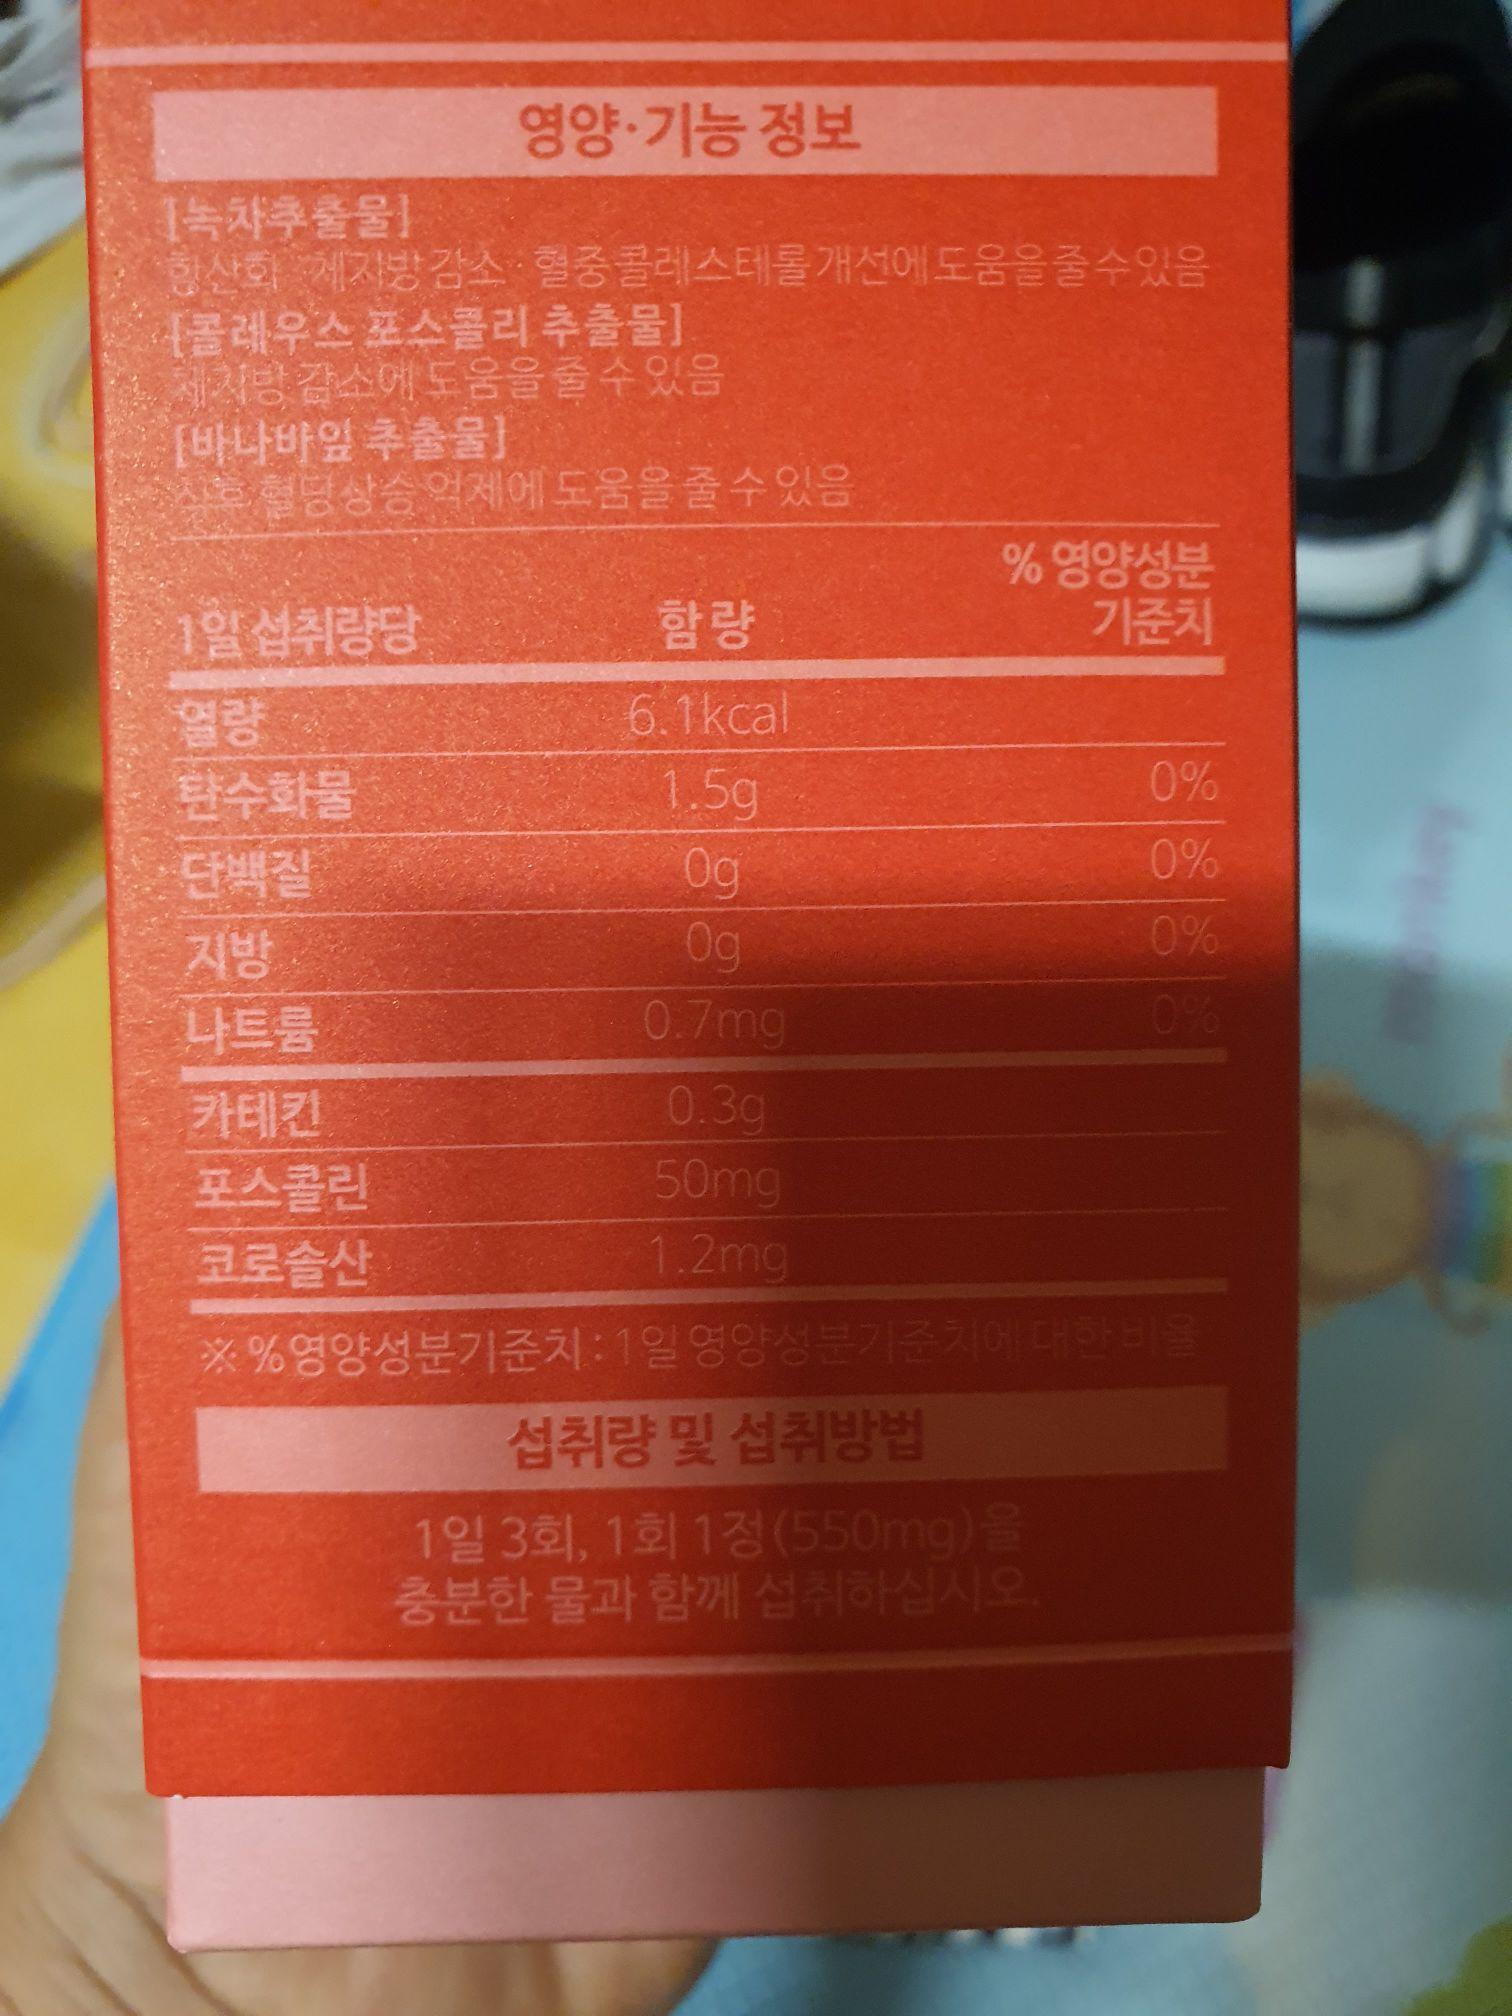 영양·기능 정보
[녹차추출물]
항산화·체지방 감소·혈중 콜레스테롤 개선에 도움을 줄 수 있음
[콜레우스 포스콜리 추출물]
체지방 감소에 도움을 줄 수 있음
[바나바잎 추출물]
식후 혈당상승 억제에 도움을 줄 수 있음
1일 섭취량당 함량 % 영양성분 기준치
열량 6.1kcal
탄수화물 1.5g 0%
단백질 0g 0%
지방 0g 0%
나트륨 0.7mg 0%
카테킨 0.3g
포스콜린 50mg
코로솔산 1.2mg
※ % 영양성분기준치 : 1일 영양성분기준치에 대한 비율
섭취량 및 섭취방법
1일 3회, 1회 1정(550mg)을
충분한 물과 함께 섭취하십시오.